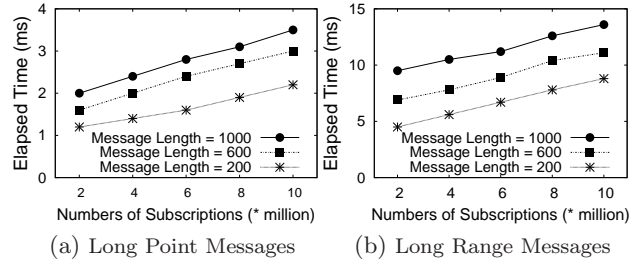 Elapsed Time (ms)
4
3
2
1
0
Message Length = 1000
Message Length = 600
Message Length = 200
2 4 6 8 10
Numbers of Subscriptions (* million)
(a) Long Point Messages
Elapsed Time (ms)
15
10
5
0
Message Length = 1000
Message Length = 600
Message Length = 200
2 4 6 8 10
Numbers of Subscriptions (* million)
(b) Long Range Messages